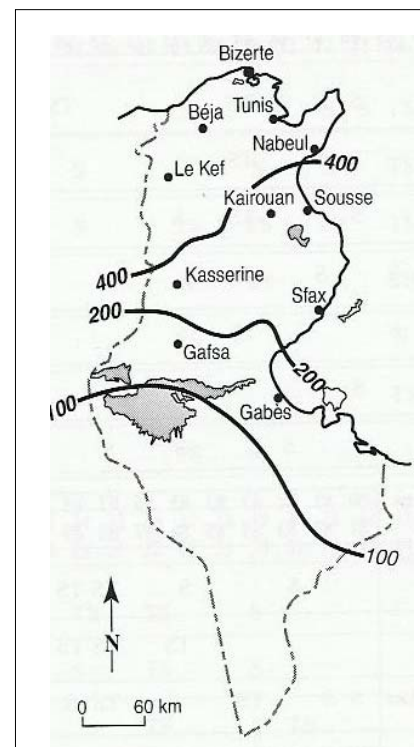 Bizerte
Tunis
Béja
Nabeul
400
Le Kef
Kairouan
Sousse
400
Kasserine
200
Sfax
Gafsa
200
100
Gabès
100
N
0 60 km